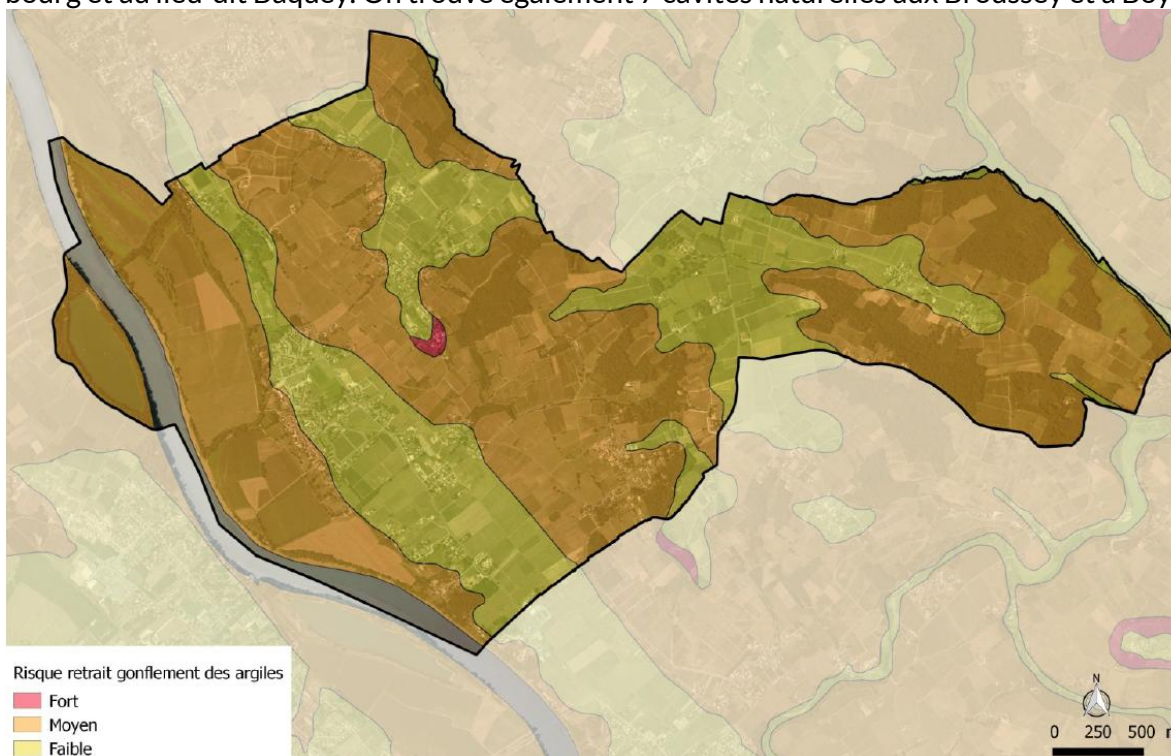 bourg et au lieu-dit Baquey. On trouve également 7 cavités naturelles aux Broussey et à Boy
Risque retrait gonflement des argiles
Fort
Moyen
Faible
N
0 250 500